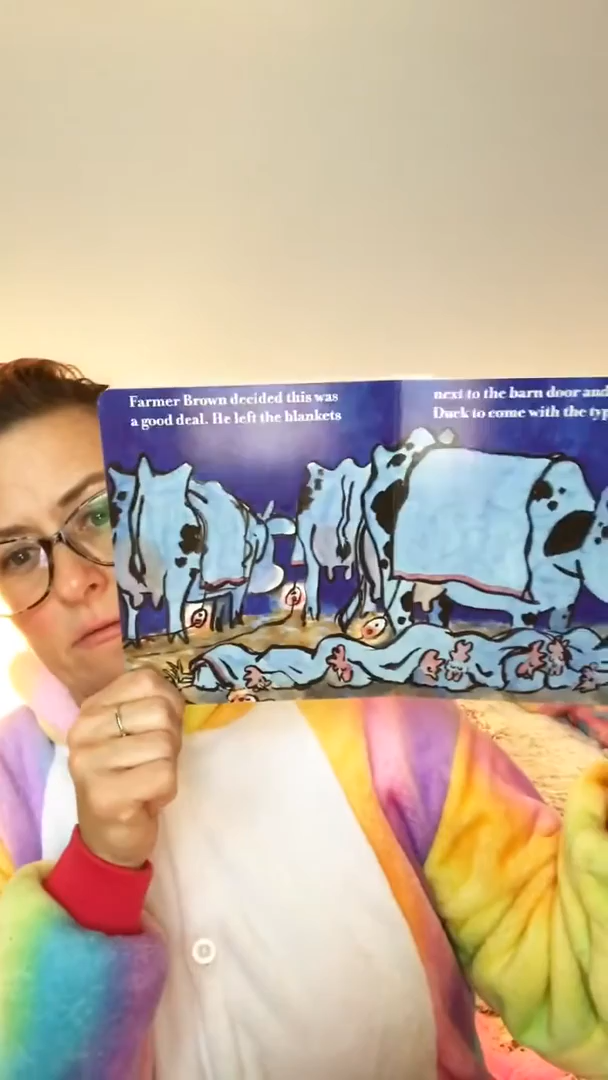 Farmer Brown decided this was
a good deal. He left the blankets
next to the barn door and
Duck to come with the